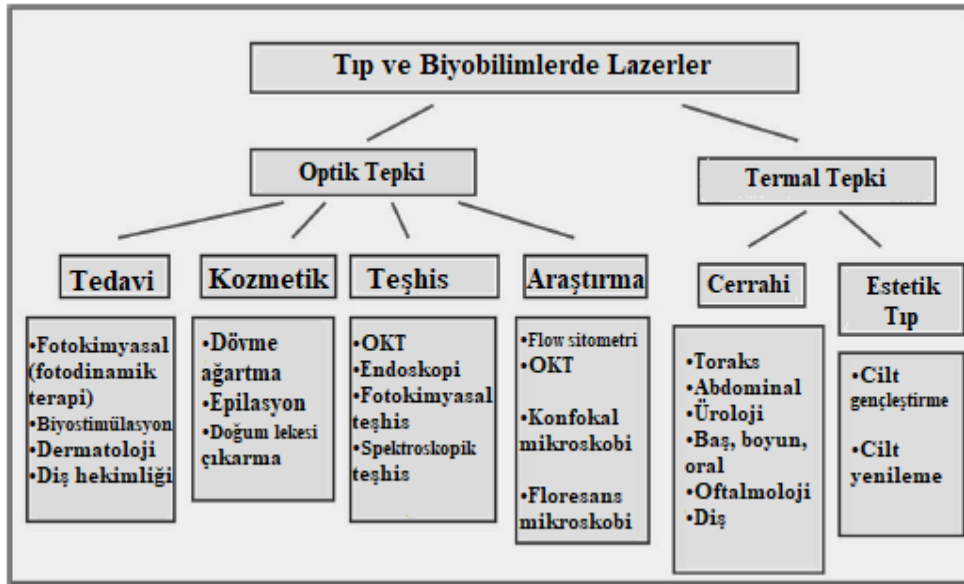 Tıp ve Biyobilimlerde Lazerler
Optik Tepki
Termal Tepki
Tedavi
•Fotokimyasal
(fotodinamik
terapi)
•Biyostimülasyon
•Dermatoloji
•Diş hekimliği
Kozmetik
•Dövme
ağartma
•Epilasyon
•Doğum lekesi
çıkarma
Teşhis
•OKT
•Endoskopi
•Fotokimyasal
teşhis
•Spektroskopik
teşhis
Araştırma
•Flow sitometri
•OKT
•Konfokal
mikroskobi
•Floresans
mikroskobi
Cerrahi
•Toraks
•Abdominal
•Üroloji
•Baş, boyun,
oral
•Oftalmoloji
•Diş
Estetik
Tıp
•Cilt
gençleştirme
•Cilt
yenileme